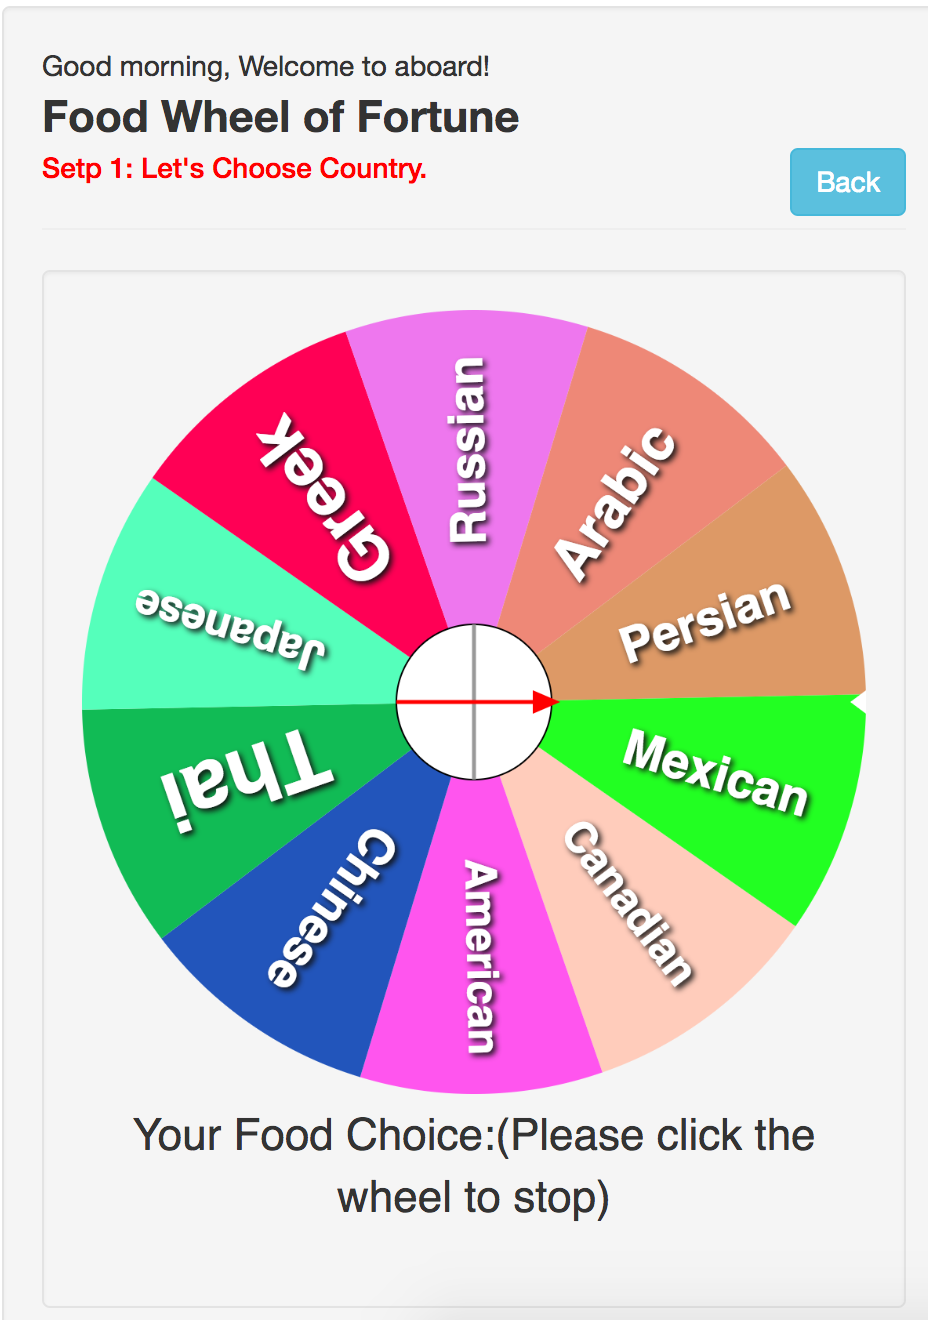 Good morning, Welcome to aboard!
Food Wheel of Fortune
Setp 1: Let's Choose Country.
Back
Russian
Arabic
Persian
Mexican
Canadian
American
Chinese
Thai
Japanese
Greek
Your Food Choice:(Please click the
wheel to stop)